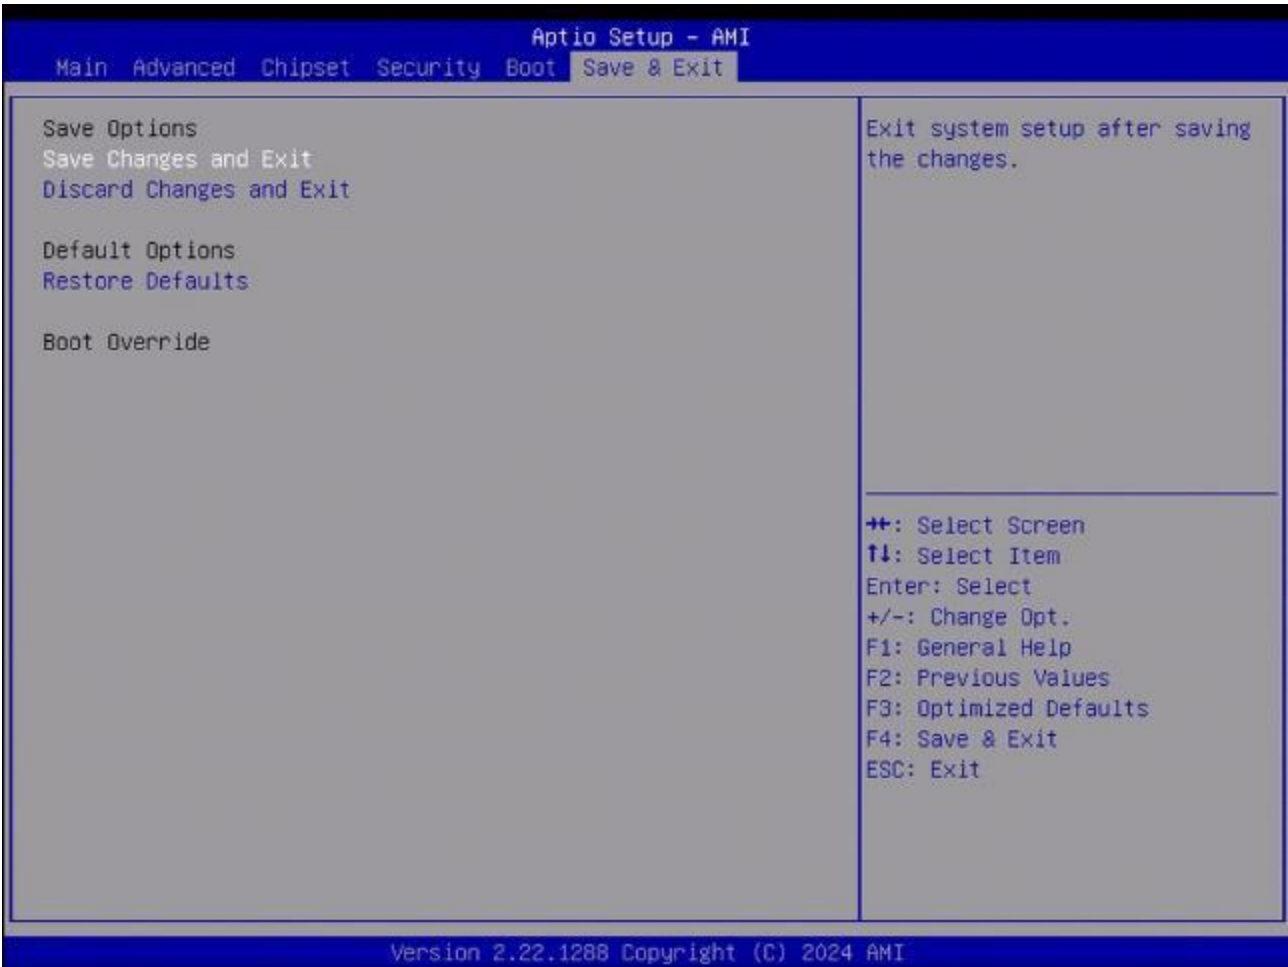 Aptio Setup – AMI
Main Advanced Chipset Security Boot Save & Exit
Save Options
Save Changes and Exit
Discard Changes and Exit
Default Options
Restore Defaults
Boot Override
Exit system setup after saving
the changes.
→←: Select Screen
↑↓: Select Item
Enter: Select
+/-: Change Opt.
F1: General Help
F2: Previous Values
F3: Optimized Defaults
F4: Save & Exit
ESC: Exit
Version 2.22.1288 Copyright (C) 2024 AMI